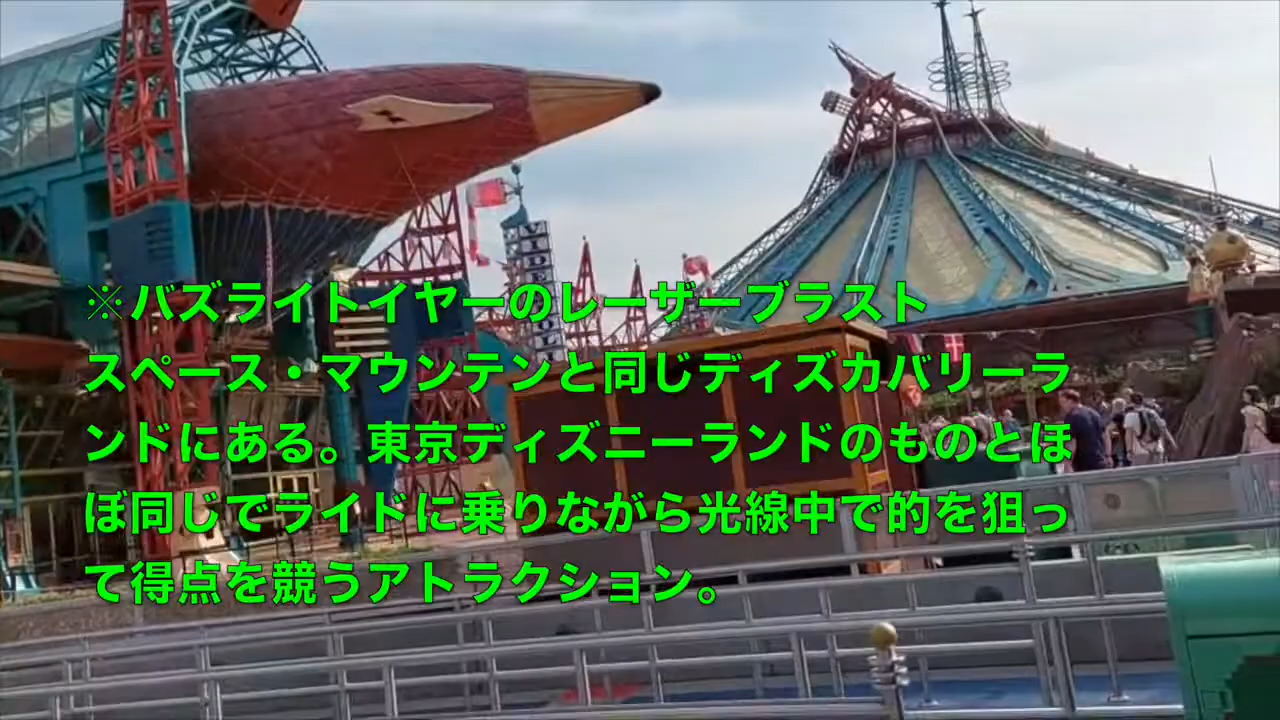 VIDEOPOLIS
※バズライトイヤーのレーザーブラスト
スペース・マウンテンと同じディズカバリーラ
ンドにある。東京ディズニーランドのものとほ
ぼ同じでライドに乗りながら光線中で的を狙っ
て得点を競うアトラクション。